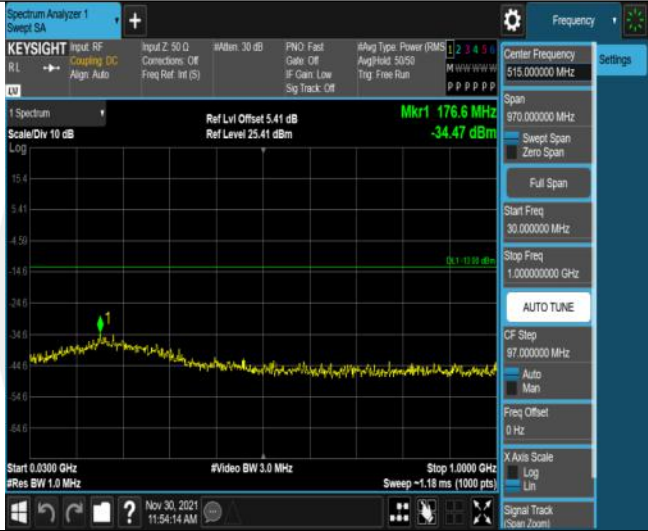 Spectrum Analyzer 1
Swept SA
+
Frequency
KEYSIGHT
RL
LV
Input: RF
Coupling: DC
Align: Auto
Input Z: 50 Ω
Corrections: Off
Freq Ref: Int (S)
#Atten: 30 dB
PNO: Fast
Gate: Off
IF Gain: Low
Sig Track: Off
#Avg Type: Power (RMS
Avg|Hold: 50/50
Trig: Free Run
1 2 3 4 5 6
M W W W W W
P P P P P P
Center Frequency
515.000000 MHz
Settings
Span
970.000000 MHz
Swept Span
Zero Span
Full Span
Start Freq
30.000000 MHz
Stop Freq
1.000000000 GHz
AUTO TUNE
CF Step
97.000000 MHz
Auto
Man
Freq Offset
0 Hz
X Axis Scale
Log
Lin
Signal Track
(Span Zoom)
1 Spectrum
Scale/Div 10 dB
Log
Ref Lvl Offset 5.41 dB
Ref Level 25.41 dBm
Mkr1 176.6 MHz
-34.47 dBm
15.4
5.41
-4.59
-14.6
-24.6
-34.6
-44.6
-54.6
-64.6
DL1 -13.00 dBm
1
Start 0.0300 GHz
#Res BW 1.0 MHz
#Video BW 3.0 MHz
Stop 1.0000 GHz
Sweep ~1.18 ms (1000 pts)
?
Nov 30, 2021
11:54:14 AM